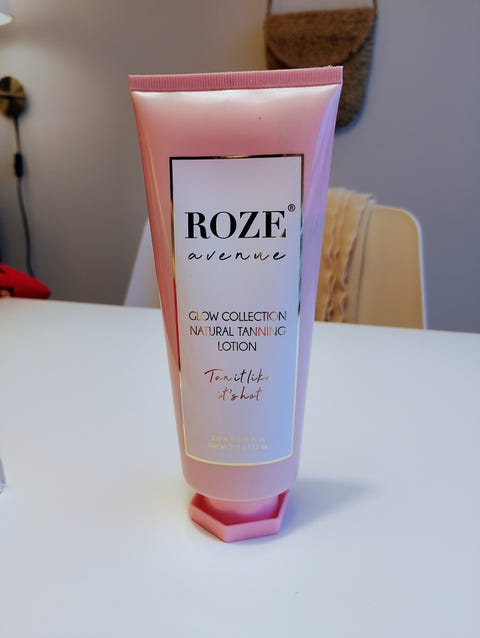 ROZE®
avenue
GLOW COLLECTION
NATURAL TANNING
LOTION
Tan it like
it's hot